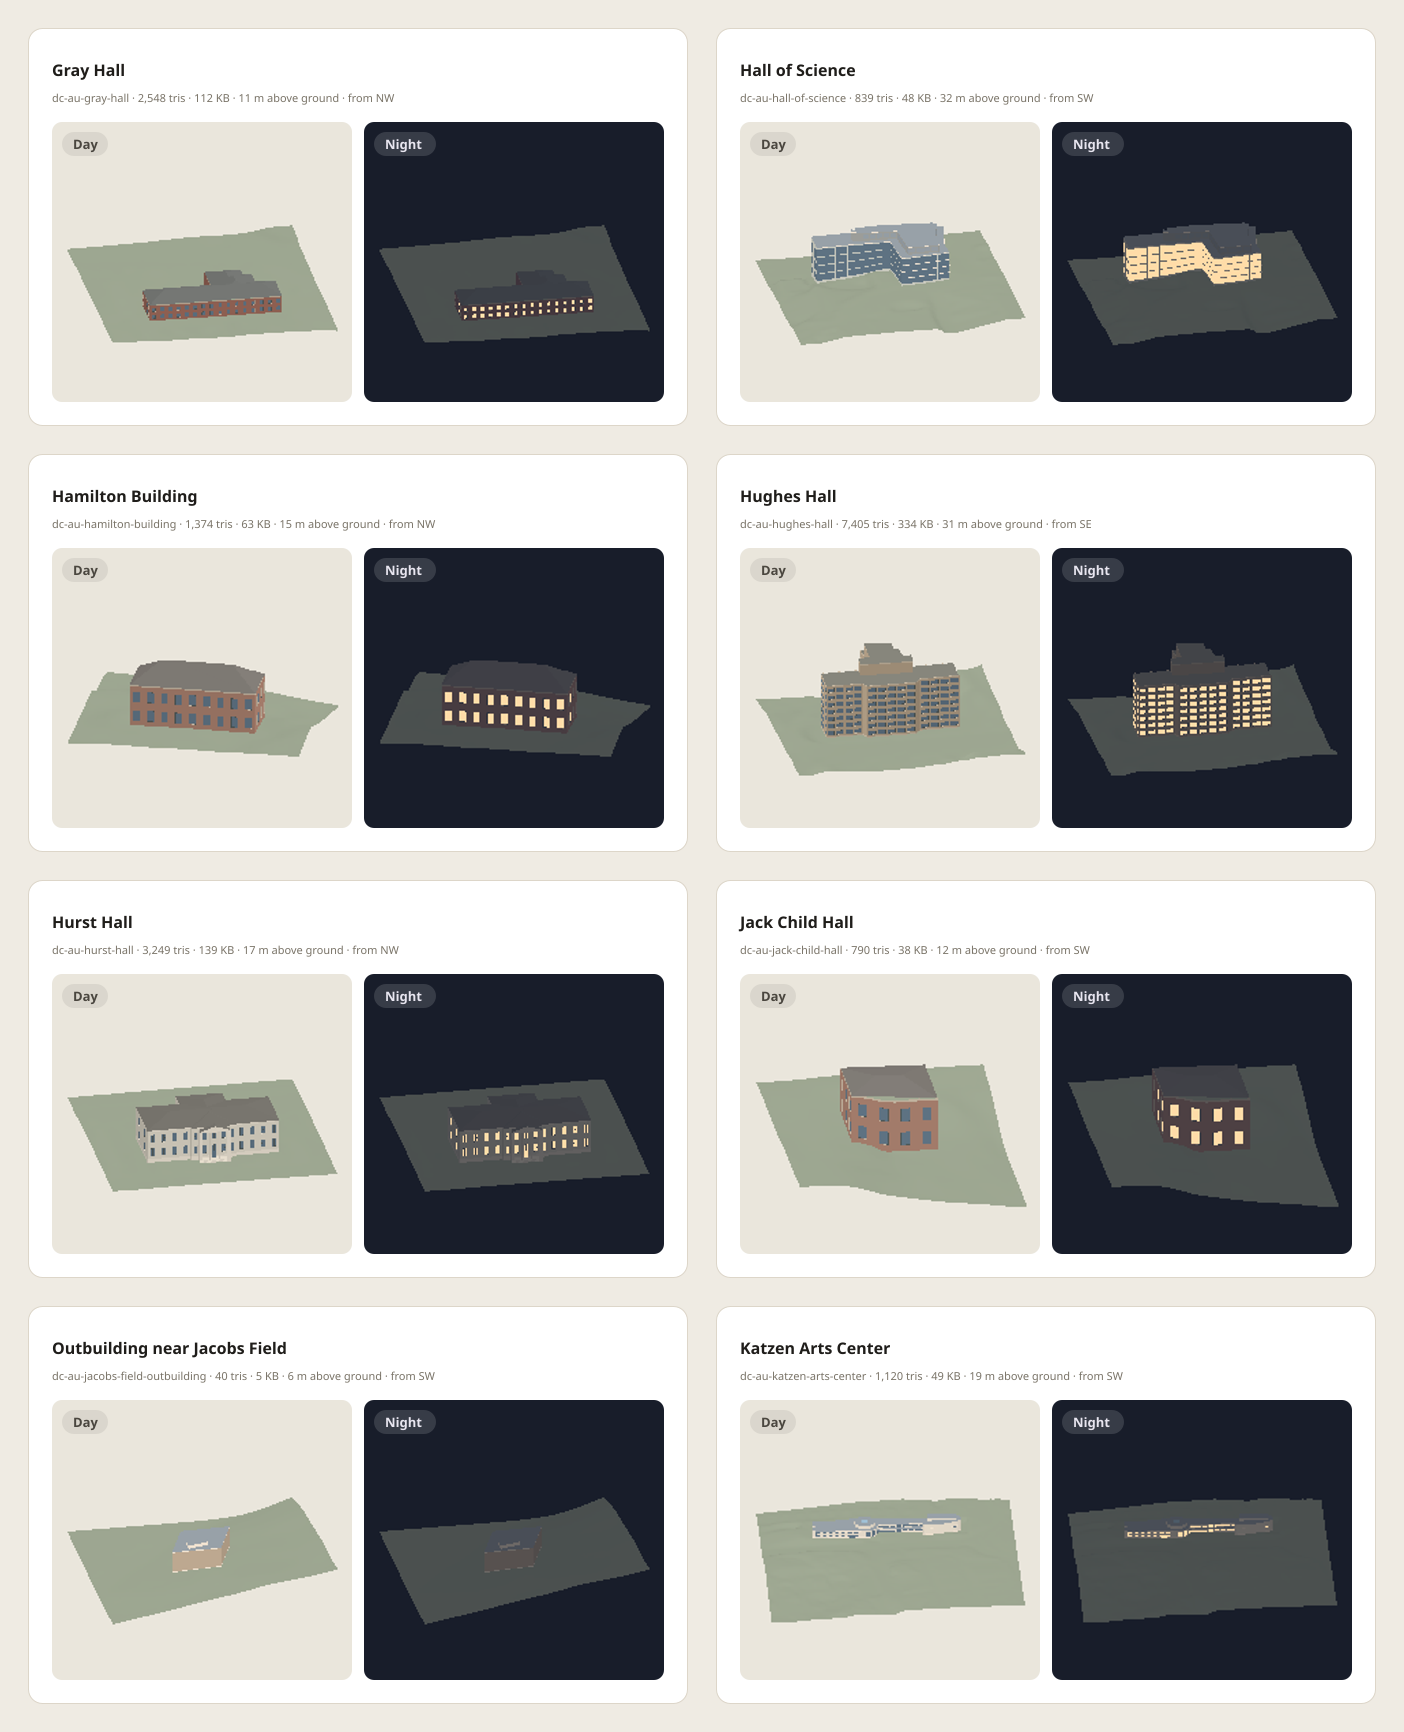 Gray Hall
dc-au-gray-hall · 2,548 tris · 112 KB · 11 m above ground · from NW
Day
Night
Hall of Science
dc-au-hall-of-science · 839 tris · 48 KB · 32 m above ground · from SW
Day
Night
Hamilton Building
dc-au-hamilton-building · 1,374 tris · 63 KB · 15 m above ground · from NW
Day
Night
Hughes Hall
dc-au-hughes-hall · 7,405 tris · 334 KB · 31 m above ground · from SE
Day
Night
Hurst Hall
dc-au-hurst-hall · 3,249 tris · 139 KB · 17 m above ground · from NW
Day
Night
Jack Child Hall
dc-au-jack-child-hall · 790 tris · 38 KB · 12 m above ground · from SW
Day
Night
Outbuilding near Jacobs Field
dc-au-jacobs-field-outbuilding · 40 tris · 5 KB · 6 m above ground · from SW
Day
Night
Katzen Arts Center
dc-au-katzen-arts-center · 1,120 tris · 49 KB · 19 m above ground · from SW
Day
Night